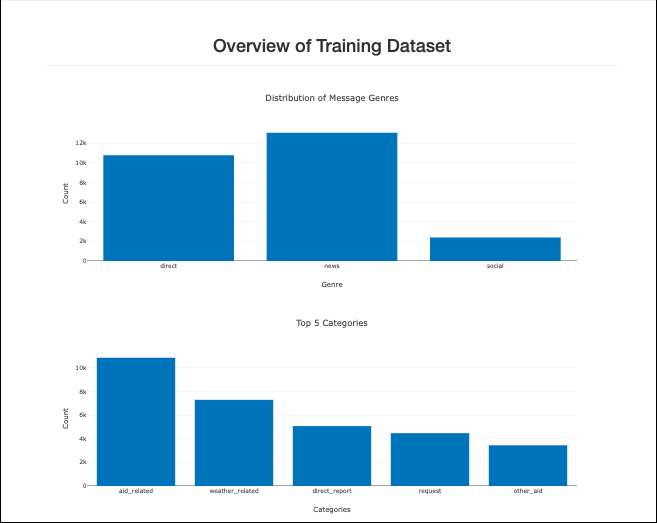 Overview of Training Dataset
Distribution of Message Genres
12k
10k
8k
6k
4k
2k
0
Count
direct news social
Genre
Top 5 Categories
10k
8k
6k
4k
2k
0
Count
aid_related weather_related direct_report request other_aid
Categories